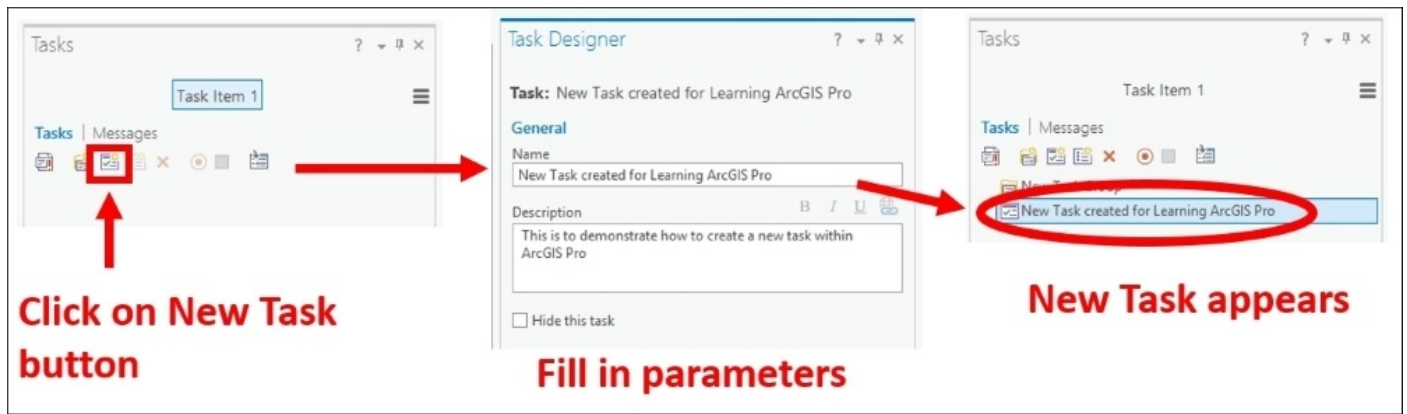 Tasks
?
Task Item 1
Tasks | Messages
Click on New Task
button
Task Designer
?
Task: New Task created for Learning ArcGIS Pro
General
Name
New Task created for Learning ArcGIS Pro
Description
B I U
This is to demonstrate how to create a new task within
ArcGIS Pro
Hide this task
Fill in parameters
Tasks
?
Task Item 1
Tasks | Messages
New Task Group
New Task created for Learning ArcGIS Pro
New Task appears